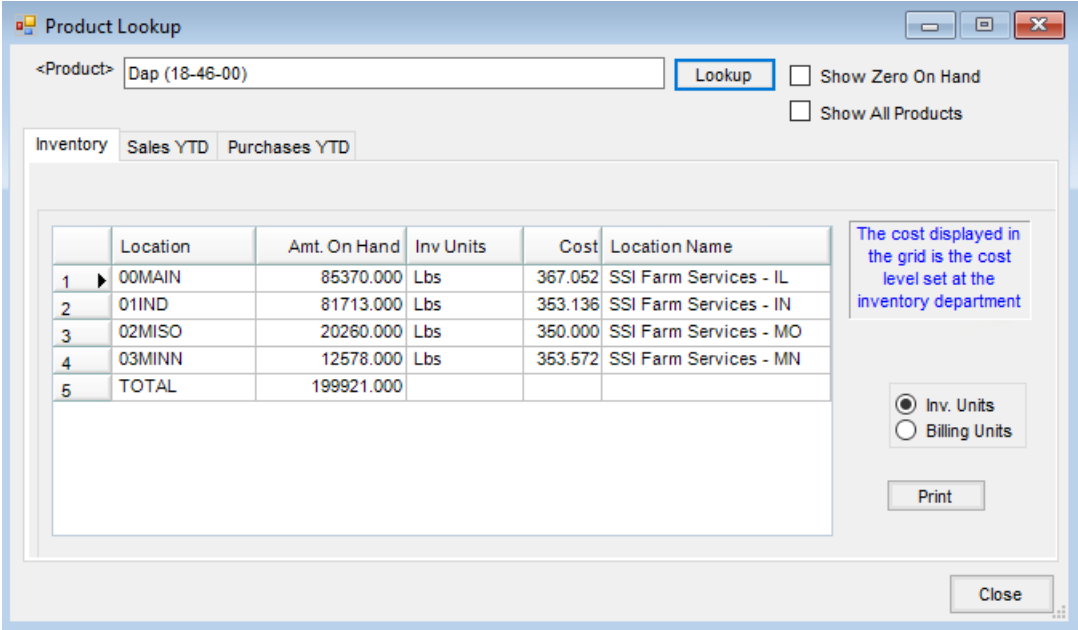 Product Lookup
<Product> Dap (18-46-00) Lookup Show Zero On Hand
Show All Products
Inventory Sales YTD Purchases YTD
Location Amt. On Hand Inv Units Cost Location Name
1 00MAIN 85370.000 Lbs 367.052 SSI Farm Services - IL
2 01IND 81713.000 Lbs 353.136 SSI Farm Services - IN
3 02MISO 20260.000 Lbs 350.000 SSI Farm Services - MO
4 03MINN 12578.000 Lbs 353.572 SSI Farm Services - MN
5 TOTAL 199921.000
The cost displayed in
the grid is the cost
level set at the
inventory department
Inv. Units
Billing Units
Print
Close